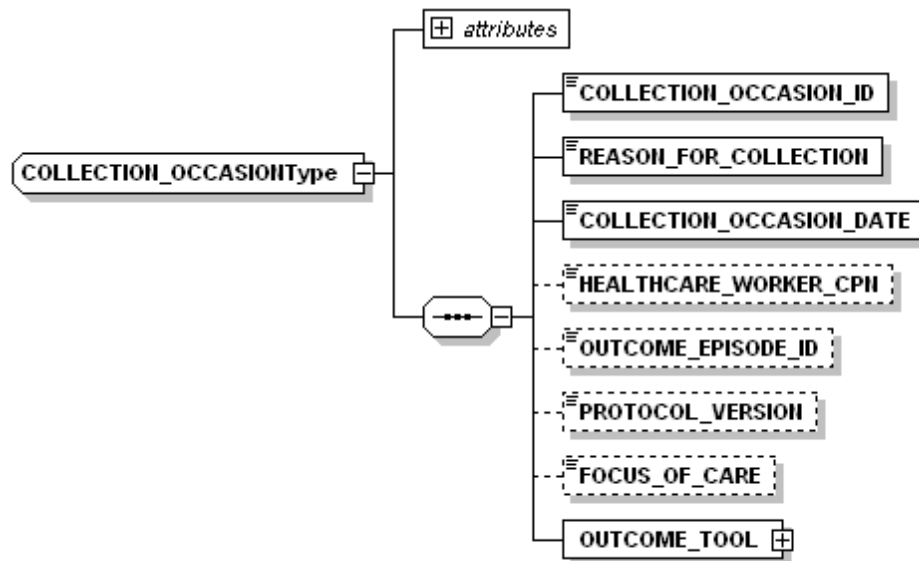 attributes
COLLECTION_OCCASION_ID
REASON_FOR_COLLECTION
COLLECTION_OCCASIONType
COLLECTION_OCCASION_DATE
HEALTHCARE_WORKER_CPN
OUTCOME_EPISODE_ID
PROTOCOL_VERSION
FOCUS_OF_CARE
OUTCOME_TOOL